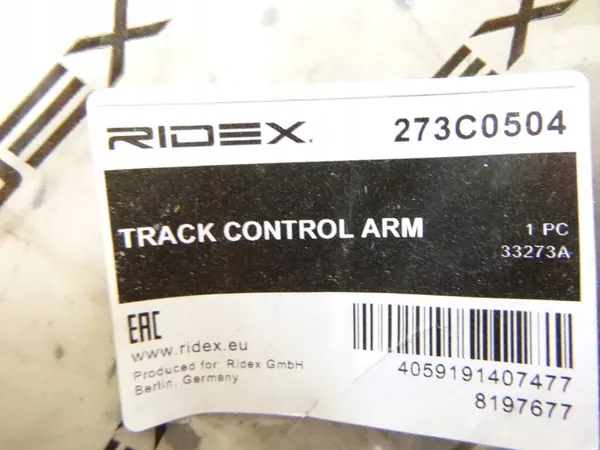 RIDEX. 273C0504
TRACK CONTROL ARM 1 PC
33273A
EAC
www.ridex.eu
Produced for: Ridex GmbH
Berlin, Germany
4059191407477
8197677